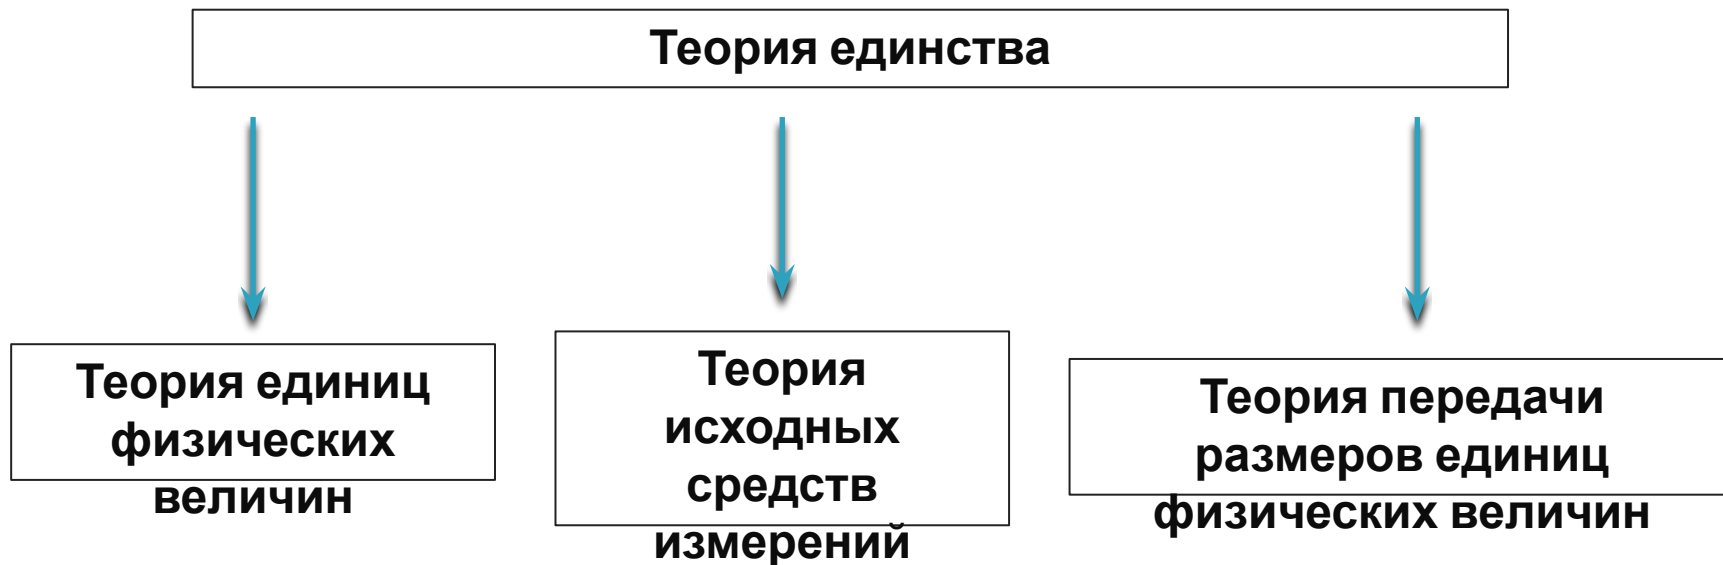 Теория единства
Теория единиц
физических
величин
Теория
исходных
средств
измерений
Теория передачи
размеров единиц
физических величин